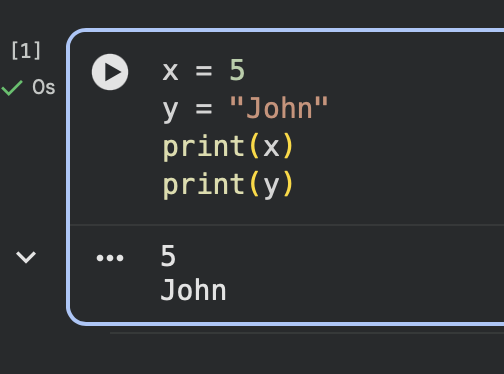 [1]
0s
x = 5
y = "John"
print(x)
print(y)
5
John